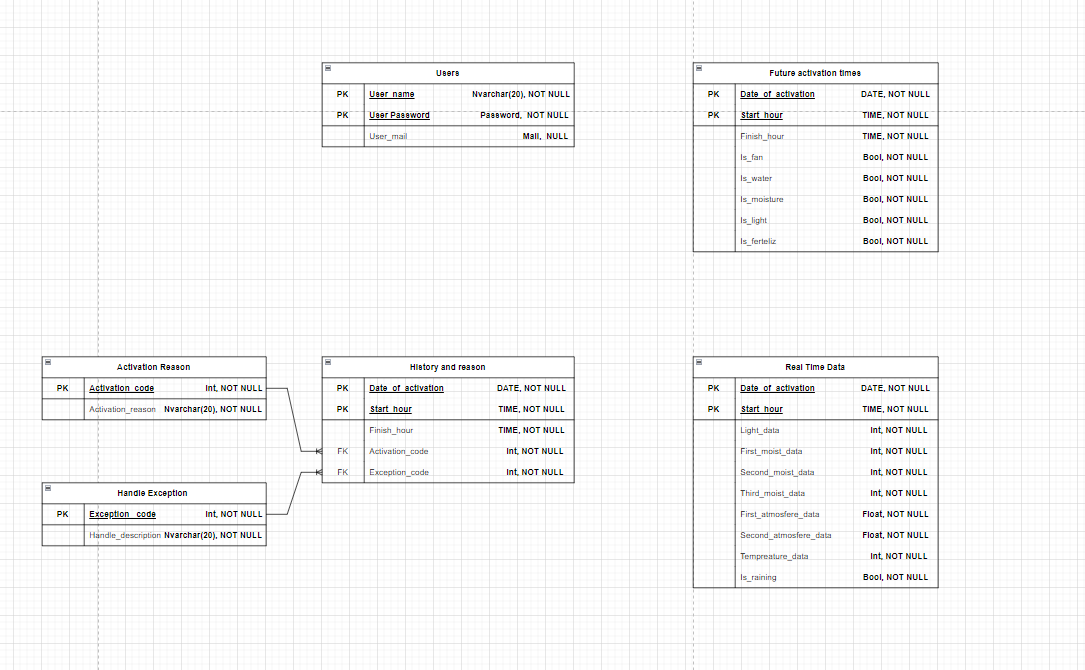 Users
PK User_name Nvarchar(20), NOT NULL
PK User Password Password, NOT NULL
User_mail Mail, NULL
Future activation times
PK Date_of_activation DATE, NOT NULL
PK Start_hour TIME, NOT NULL
Finish_hour TIME, NOT NULL
Is_fan Bool, NOT NULL
Is_water Bool, NOT NULL
Is_moisture Bool, NOT NULL
Is_light Bool, NOT NULL
Is_ferteliz Bool, NOT NULL
Activation Reason
PK Activation_code Int, NOT NULL
Activation_reason Nvarchar(20), NOT NULL
Handle Exception
PK Exception_code Int, NOT NULL
Handle_description Nvarchar(20), NOT NULL
History and reason
PK Date_of_activation DATE, NOT NULL
PK Start_hour TIME, NOT NULL
Finish_hour TIME, NOT NULL
FK Activation_code Int, NOT NULL
FK Exception_code Int, NOT NULL
Real Time Data
PK Date_of_activation DATE, NOT NULL
PK Start_hour TIME, NOT NULL
Light_data Int, NOT NULL
First_moist_data Int, NOT NULL
Second_moist_data Int, NOT NULL
Third_moist_data Int, NOT NULL
First_atmosfere_data Float, NOT NULL
Second_atmosfere_data Float, NOT NULL
Tempreature_data Int, NOT NULL
Is_raining Bool, NOT NULL